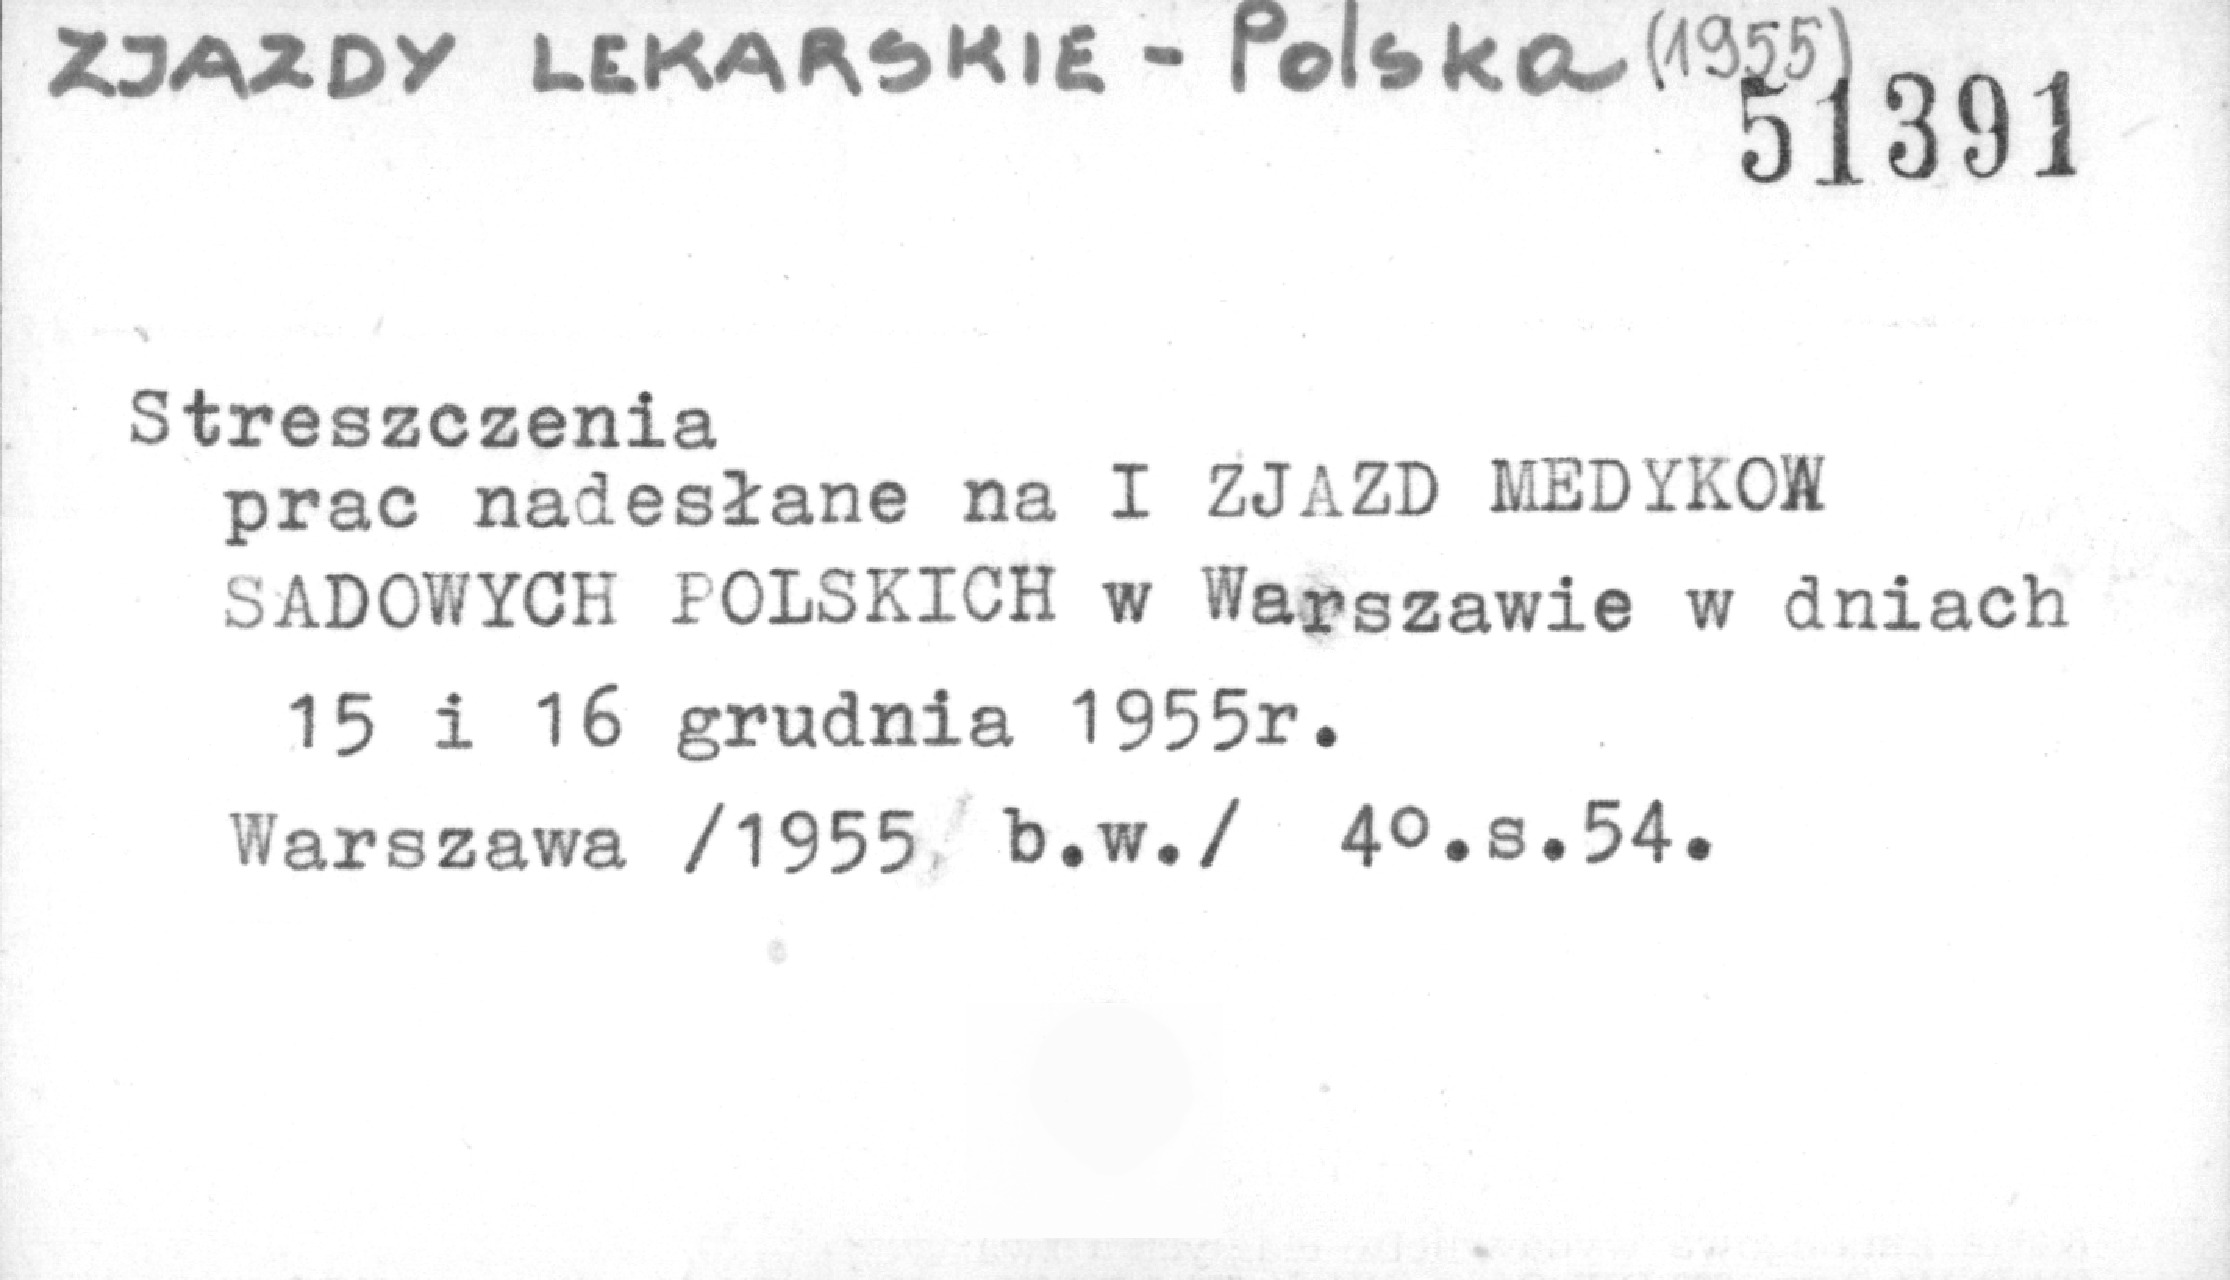 ZJAZDY LEKARSKIE - Polska (1955)
51391
Streszczenia
prac nadesłane na I ZJAZD MEDYKOW
SADOWYCH POLSKICH w Warszawie w dniach
15 i 16 grudnia 1955r.
Warszawa /1955, b.w./ 4o.s.54.